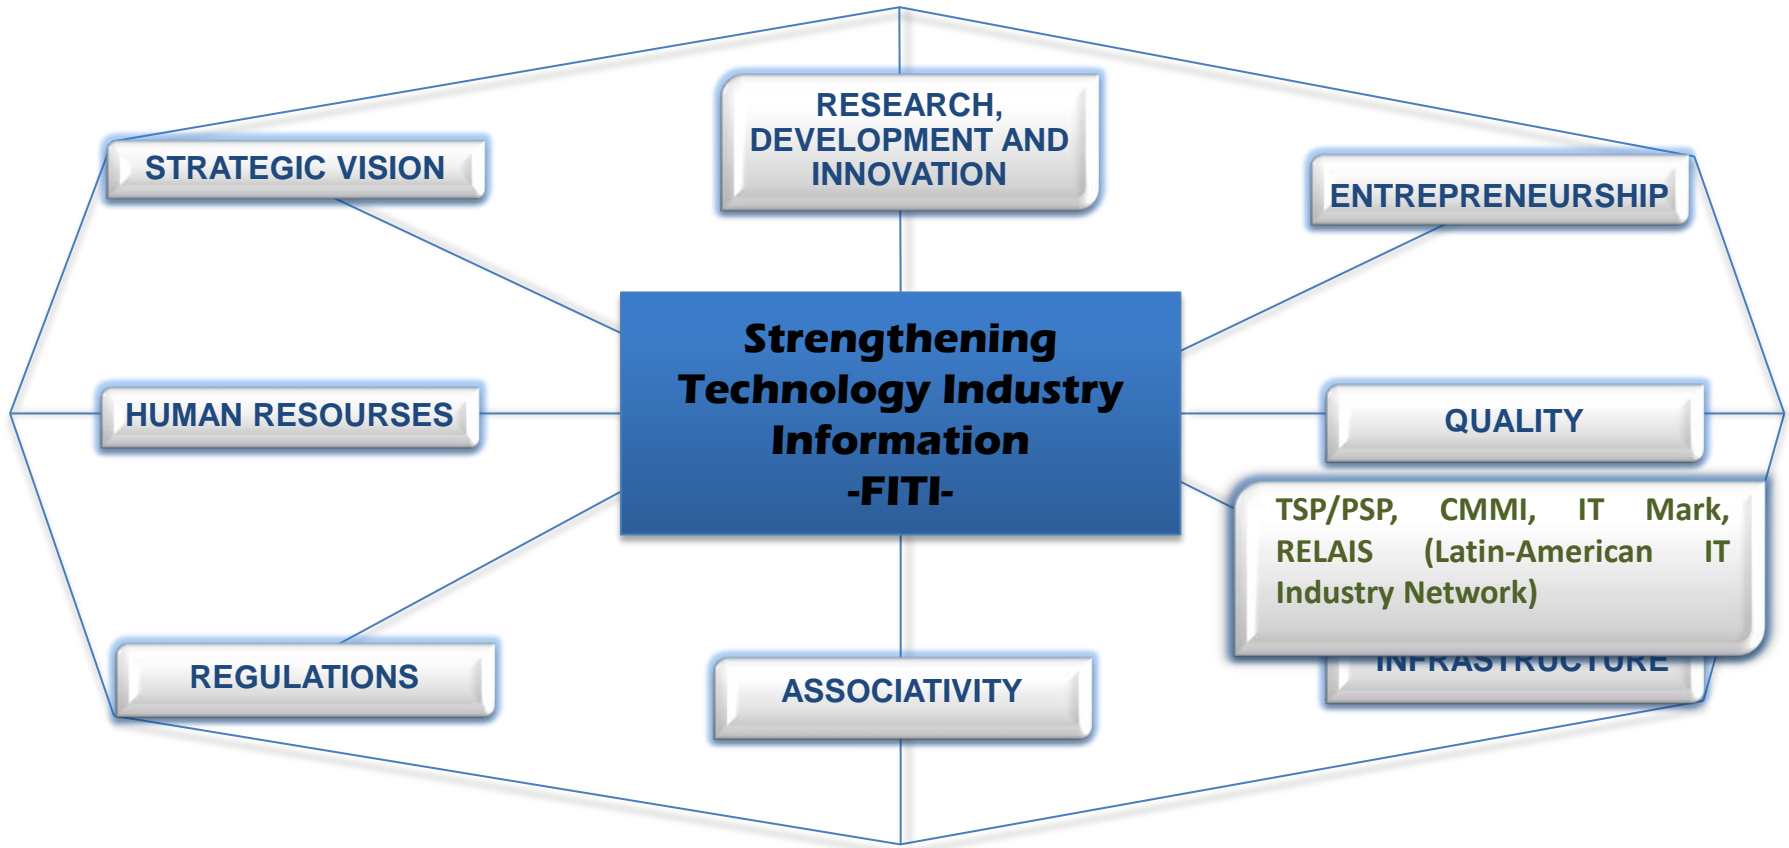 RESEARCH,
DEVELOPMENT AND
INNOVATION
STRATEGIC VISION
ENTREPRENEURSHIP
Strengthening
Technology Industry
Information
-FITI-
HUMAN RESOURSES
QUALITY
TSP/PSP, CMMI, IT Mark,
RELAIS (Latin-American IT
Industry Network)
INFRASTRUCTURE
REGULATIONS
ASSOCIATIVITY